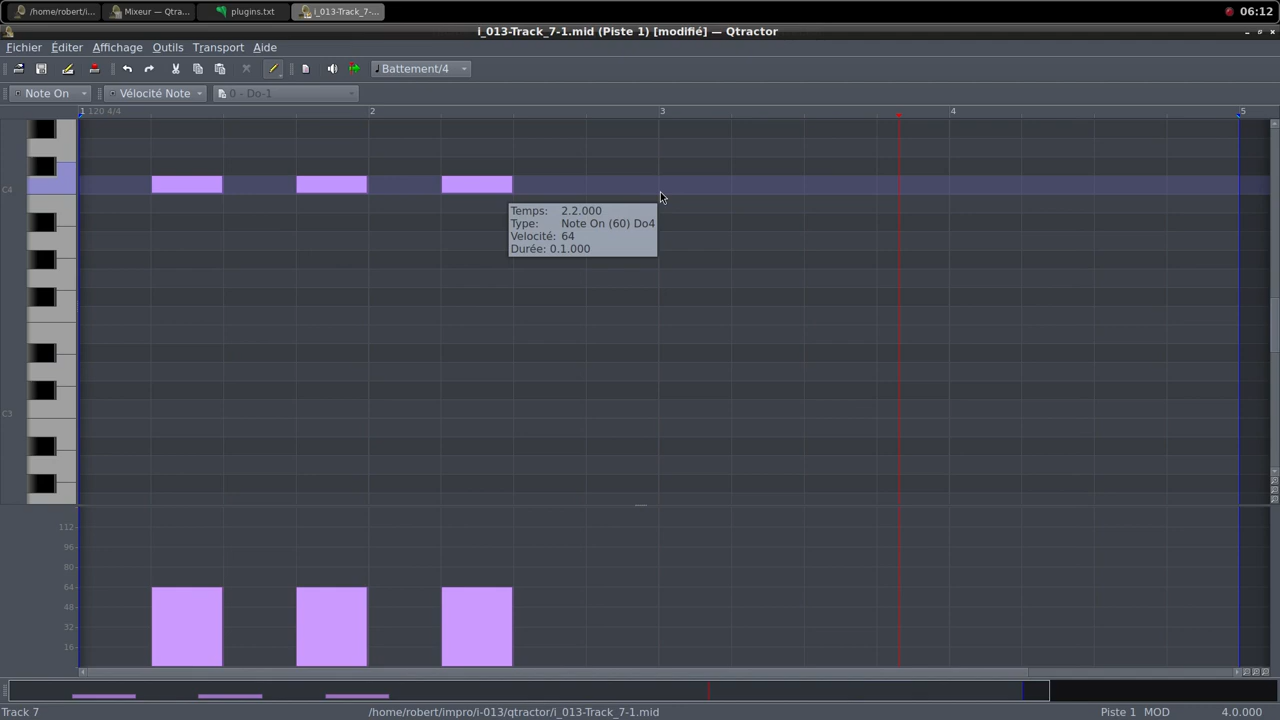 /home/robert/i...
Mixeur — Qtra...
plugins.txt
i_013-Track_7-...
06:12
i_013-Track_7-1.mid (Piste 1) [modifié] — Qtractor
Fichier Éditer Affichage Outils Transport Aide
Battement/4
Note On Vélocité Note 0 - Do-1
1 120 4/4 2 3 4 5
C4
Temps: 2.2.000
Type: Note On (60) Do4
Velocité: 64
Durée: 0.1.000
C3
112
96
80
64
48
32
16
Track 7 /home/robert/impro/i-013/qtractor/i_013-Track_7-1.mid Piste 1 MOD 4.0.000